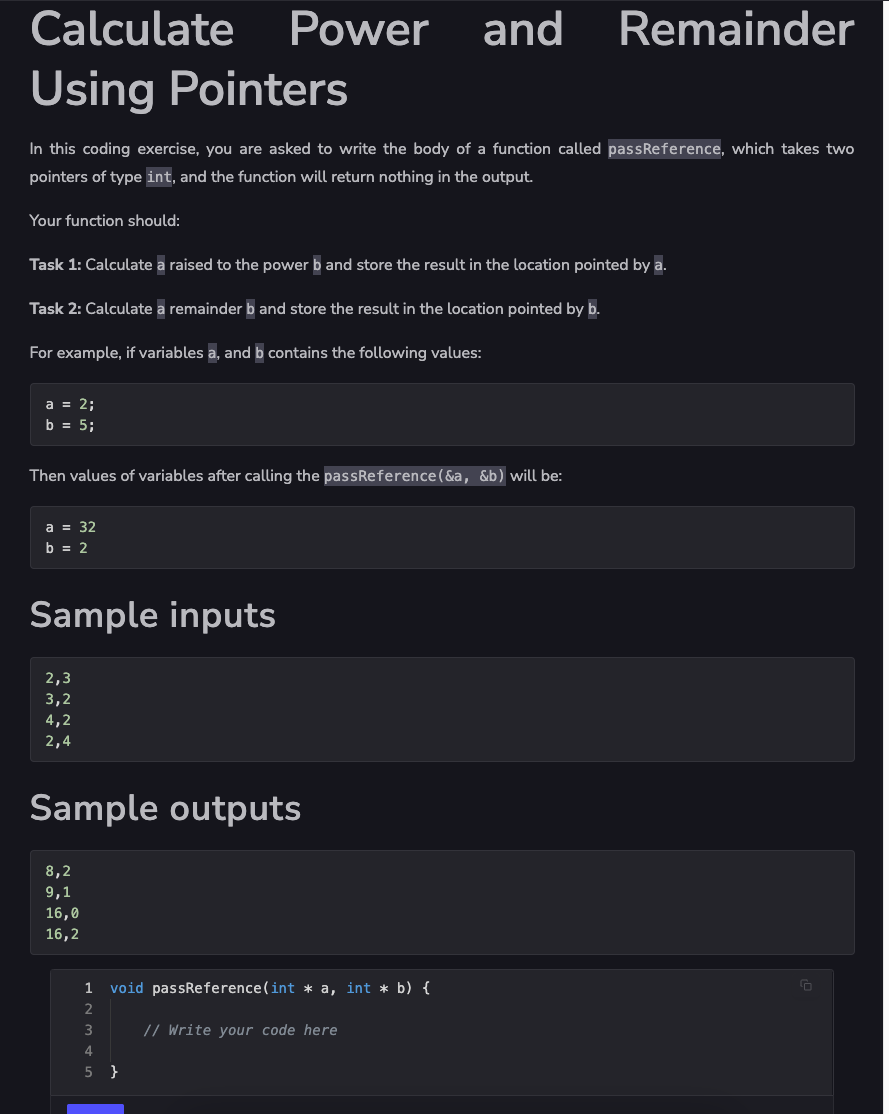 Calculate Power and Remainder
Using Pointers
In this coding exercise, you are asked to write the body of a function called passReference, which takes two
pointers of type int, and the function will return nothing in the output.
Your function should:
Task 1: Calculate a raised to the power b and store the result in the location pointed by a.
Task 2: Calculate a remainder b and store the result in the location pointed by b.
For example, if variables a, and b contains the following values:
a = 2;
b = 5;
Then values of variables after calling the passReference(&a, &b) will be:
a = 32
b = 2
Sample inputs
2,3
3,2
4,2
2,4
Sample outputs
8,2
9,1
16,0
16,2
1 void passReference(int * a, int * b) {
2
3 // Write your code here
4
5 }